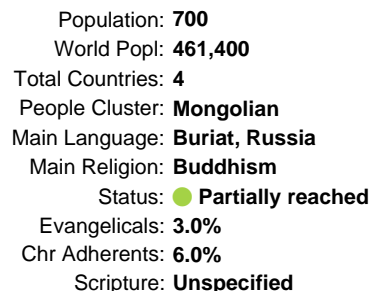 Population: 700
World Popl: 461,400
Total Countries: 4
People Cluster: Mongolian
Main Language: Buriat, Russia
Main Religion: Buddhism
Status: Partially reached
Evangelicals: 3.0%
Chr Adherents: 6.0%
Scripture: Unspecified